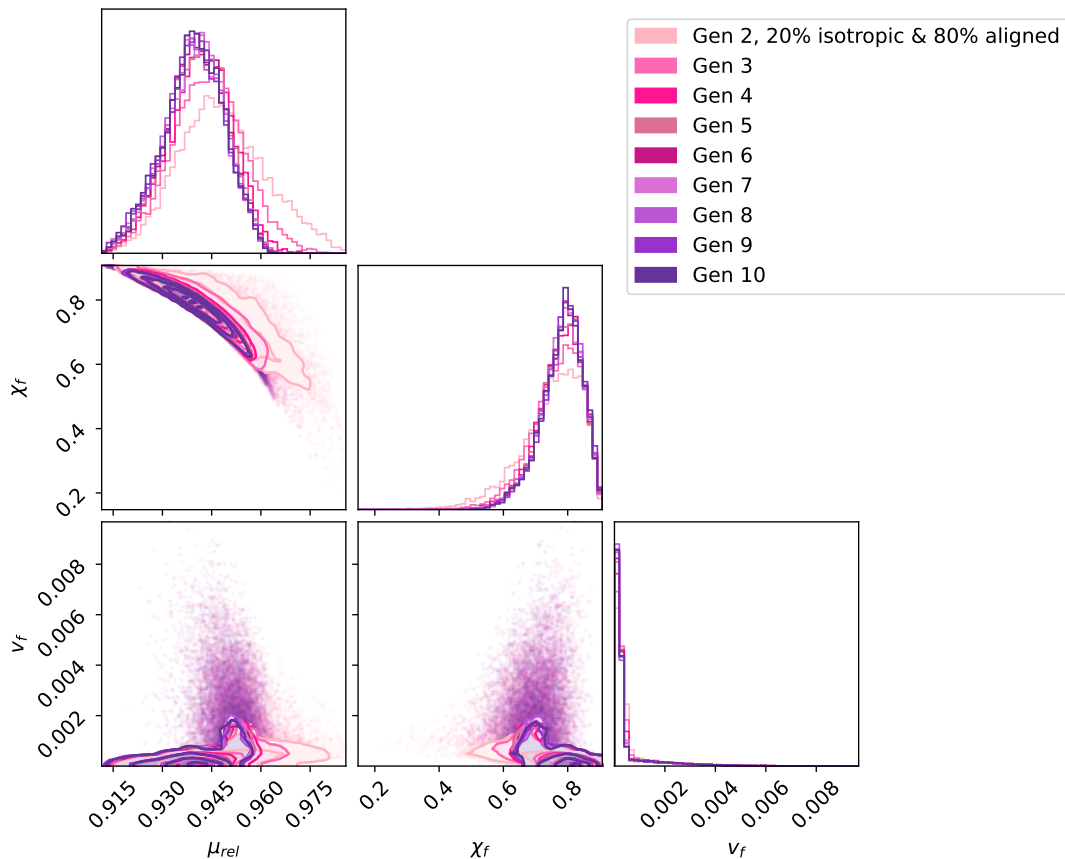 Gen 2, 20% isotropic & 80% aligned
Gen 3
Gen 4
Gen 5
Gen 6
Gen 7
Gen 8
Gen 9
Gen 10
0.8
0.6
0.4
0.2
χf
0.008
0.006
0.004
0.002
vf
0.915
0.930
0.945
0.960
0.975
μrel
0.2
0.4
0.6
0.8
χf
0.002
0.004
0.006
0.008
vf